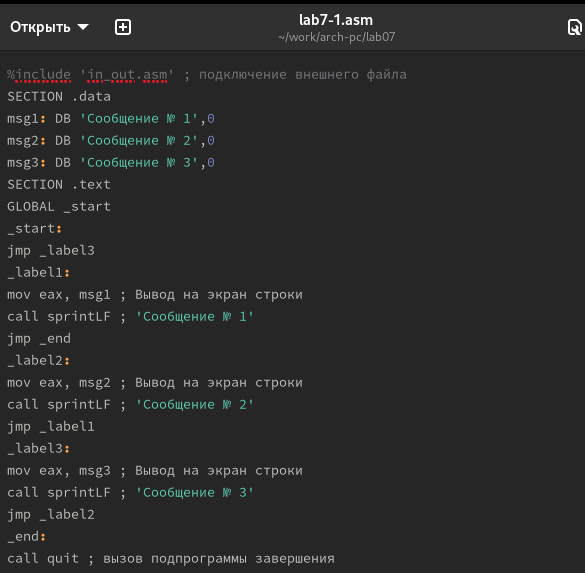 Открыть
lab7-1.asm
~/work/arch-pc/lab07
%include 'in_out.asm' ; подключение внешнего файла
SECTION .data
msg1: DB 'Сообщение № 1',0
msg2: DB 'Сообщение № 2',0
msg3: DB 'Сообщение № 3',0
SECTION .text
GLOBAL _start
_start:
jmp _label3
_label1:
mov eax, msg1 ; Вывод на экран строки
call sprintLF ; 'Сообщение № 1'
jmp _end
_label2:
mov eax, msg2 ; Вывод на экран строки
call sprintLF ; 'Сообщение № 2'
jmp _label1
_label3:
mov eax, msg3 ; Вывод на экран строки
call sprintLF ; 'Сообщение № 3'
jmp _label2
_end:
call quit ; вызов подпрограммы завершения